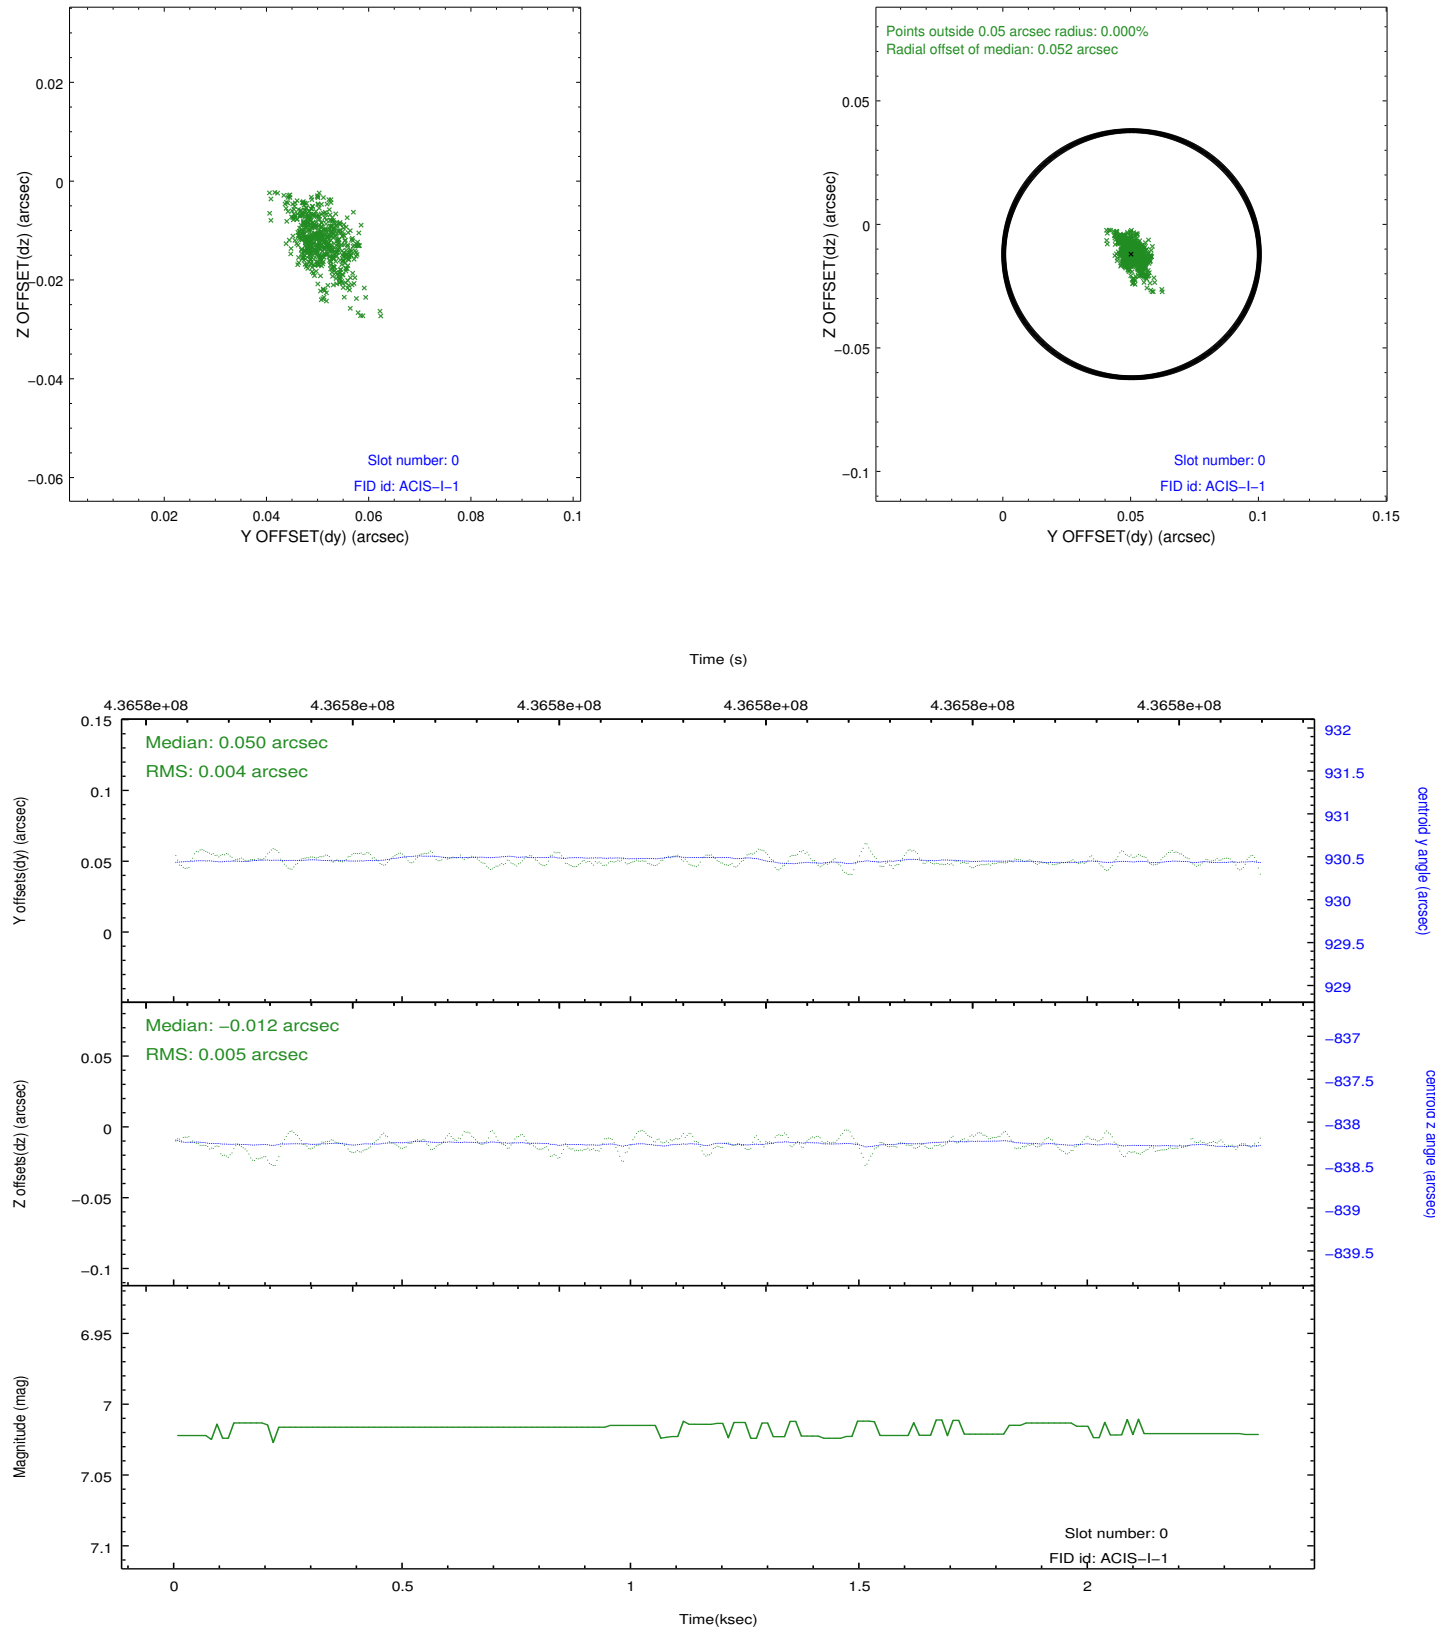 0.02
0
−0.02
−0.04
−0.06
Z OFFSET(dz) (arcsec)
Slot number: 0
FID id: ACIS−I−1
0.02
0.04
0.06
0.08
0.1
Y OFFSET(dy) (arcsec)
Points outside 0.05 arcsec radius: 0.000%
Radial offset of median: 0.052 arcsec
0.05
0
−0.05
−0.1
Z OFFSET(dz) (arcsec)
Slot number: 0
FID id: ACIS−I−1
0
0.05
0.1
0.15
Y OFFSET(dy) (arcsec)
Time (s)
4.3658e+08
4.3658e+08
4.3658e+08
4.3658e+08
4.3658e+08
4.3658e+08
Median: 0.050 arcsec
RMS: 0.004 arcsec
0.15
0.1
0.05
0
Y offsets(dy) (arcsec)
932
931.5
931
930.5
930
929.5
929
centroid y angle (arcsec)
Median: −0.012 arcsec
RMS: 0.005 arcsec
0.05
0
−0.05
−0.1
Z offsets(dz) (arcsec)
−837
−837.5
−838
−838.5
−839
−839.5
centroid z angle (arcsec)
6.95
7
7.05
7.1
Magnitude (mag)
Slot number: 0
FID id: ACIS−I−1
0
0.5
1
1.5
2
Time(ksec)